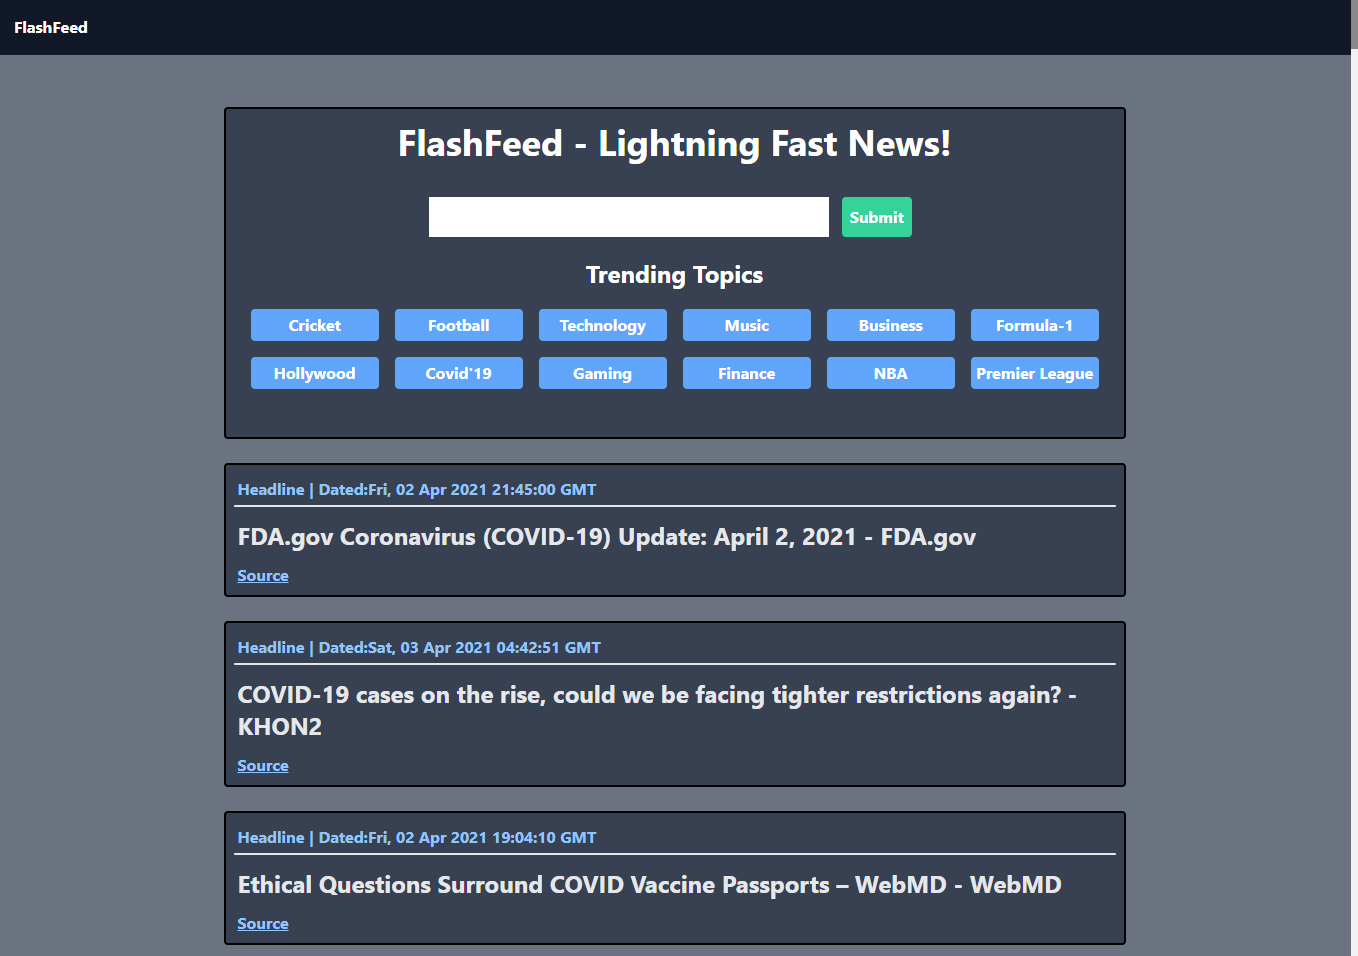 FlashFeed
FlashFeed - Lightning Fast News!
Submit
Trending Topics
Cricket Football Technology Music Business Formula-1
Hollywood Covid'19 Gaming Finance NBA Premier League
Headline | Dated:Fri, 02 Apr 2021 21:45:00 GMT
FDA.gov Coronavirus (COVID-19) Update: April 2, 2021 - FDA.gov
Source
Headline | Dated:Sat, 03 Apr 2021 04:42:51 GMT
COVID-19 cases on the rise, could we be facing tighter restrictions again? -
KHON2
Source
Headline | Dated:Fri, 02 Apr 2021 19:04:10 GMT
Ethical Questions Surround COVID Vaccine Passports – WebMD - WebMD
Source